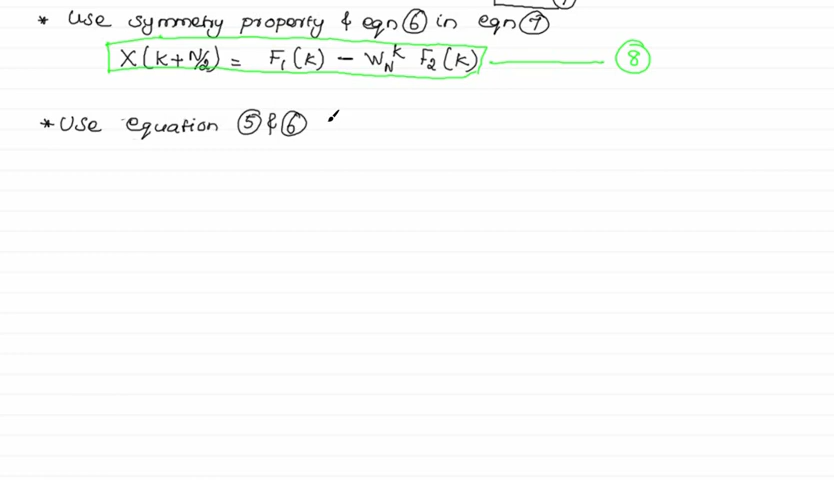 * Use symmetry property & eqn ⑥ in eqn ⑦
X(k+N/2) = F₁(k) − W_N^k F₂(k) ⑧
* Use equation ⑤ & ⑥